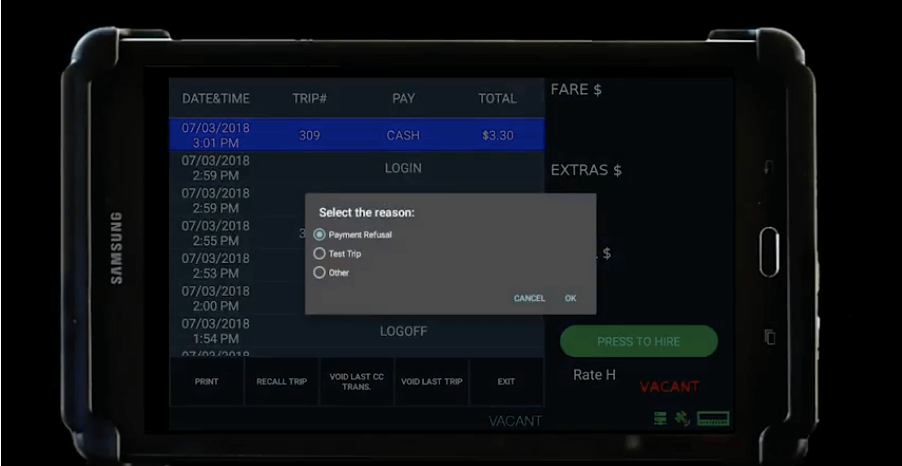 SAMSUNG
DATE&TIME TRIP# PAY TOTAL
07/03/2018
3:01 PM
309 CASH $3.30
07/03/2018
2:59 PM
LOGIN
07/03/2018
2:59 PM
07/03/2018
2:55 PM
3
07/03/2018
2:53 PM
07/03/2018
2:00 PM
07/03/2018
1:54 PM
LOGOFF
07/03/2018
Select the reason:
Payment Refusal
Test Trip
Other
CANCEL OK
PRINT
RECALL TRIP
VOID LAST CC
TRANS.
VOID LAST TRIP
EXIT
VACANT
FARE $
EXTRAS $
$
PRESS TO HIRE
Rate H
VACANT